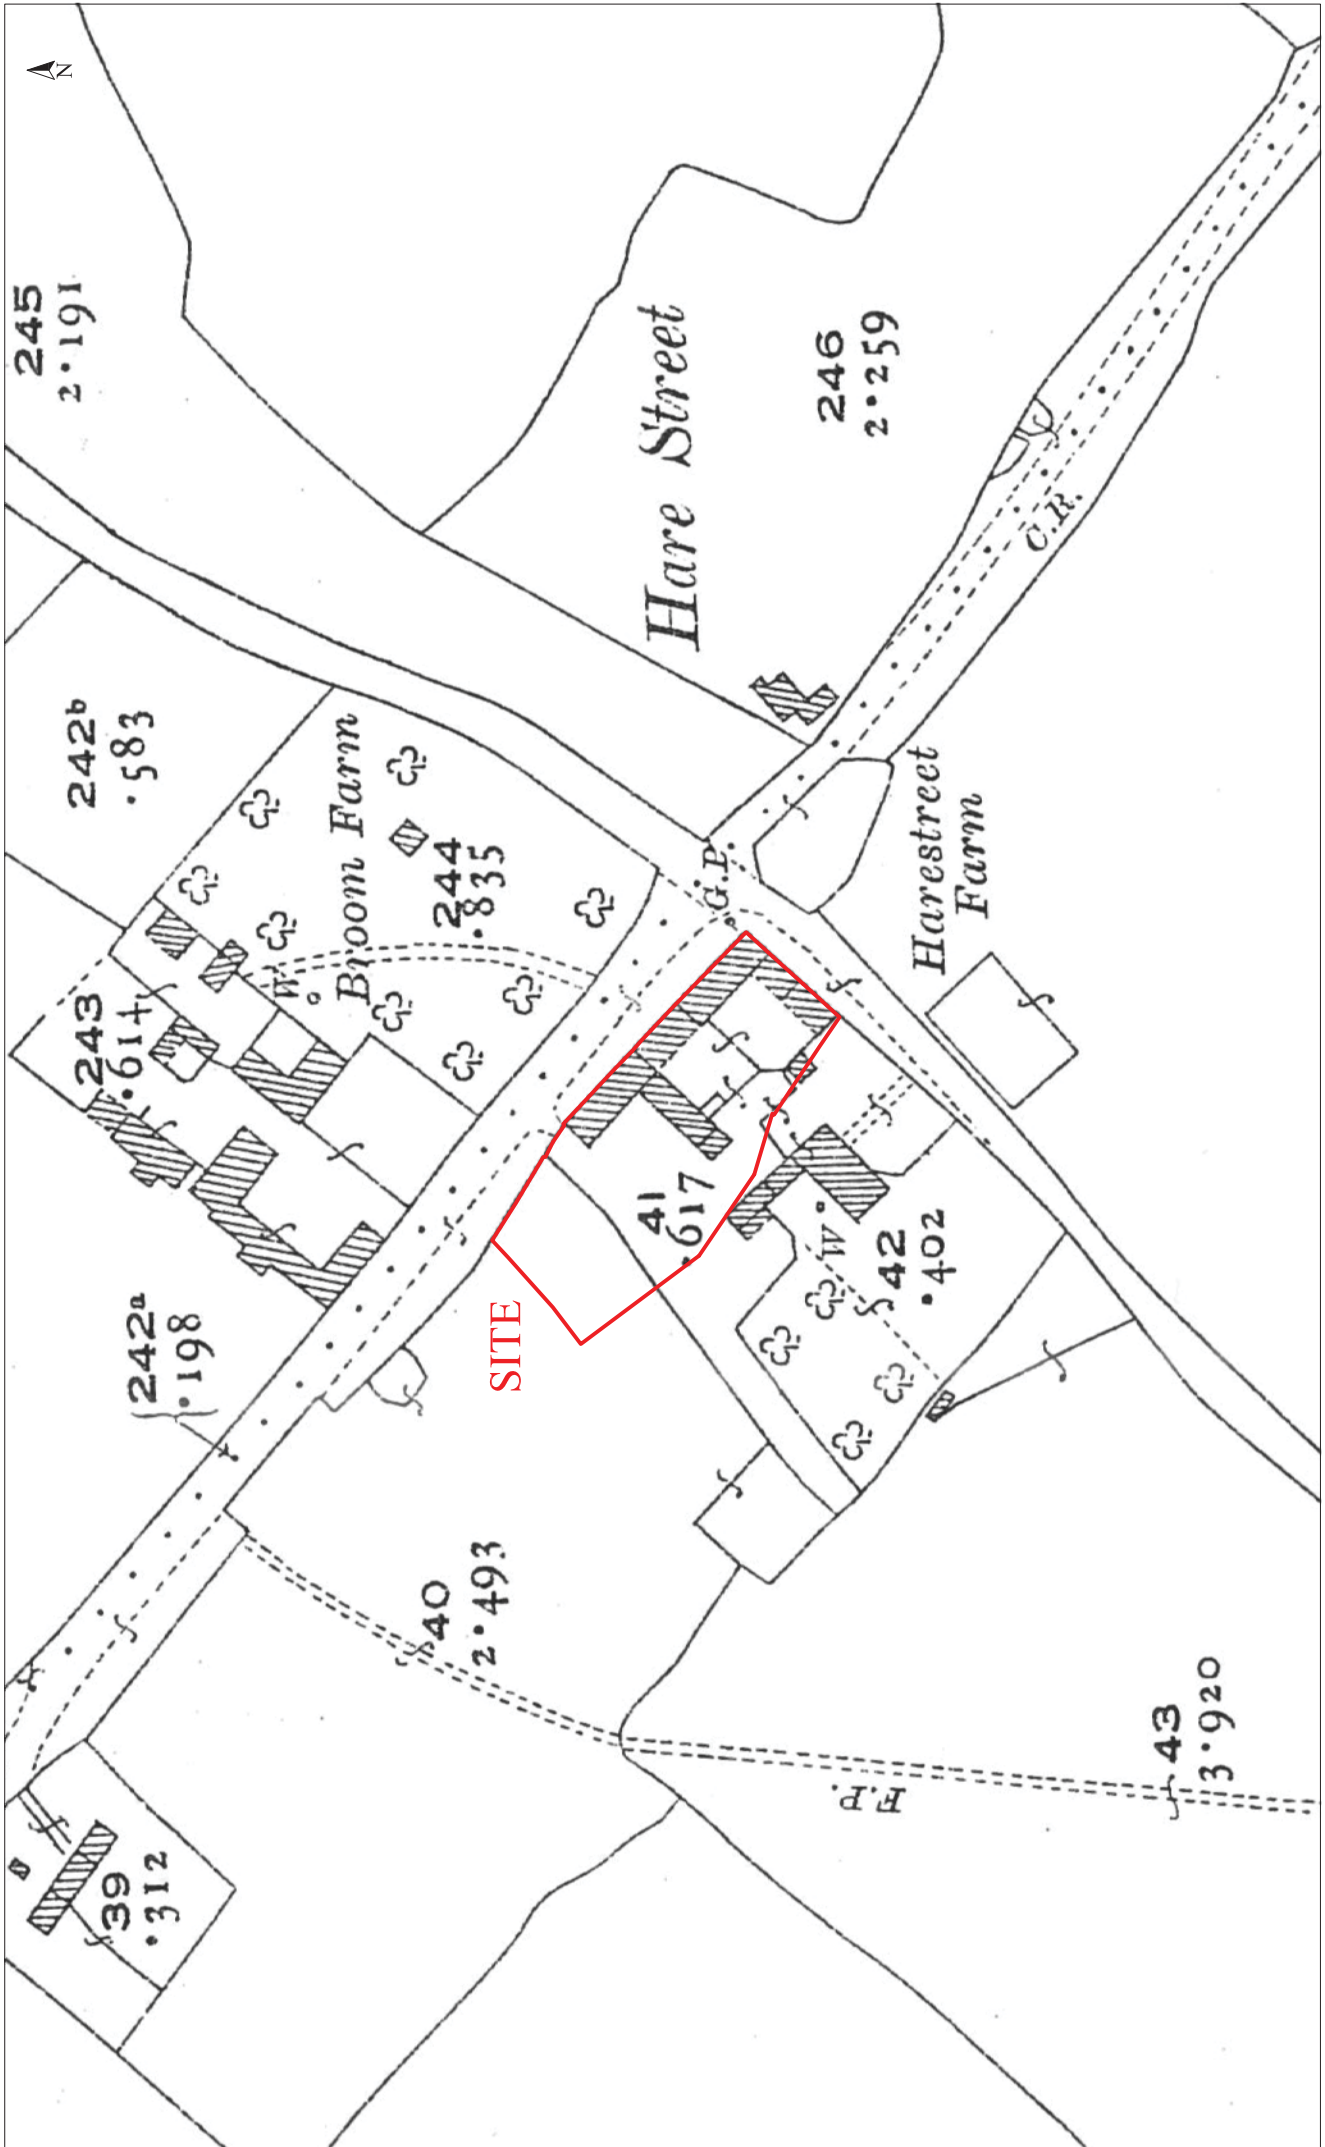 N
245
2·191
242b
·583
Hare Street
246
2·259
Broom Farm
244
·835
243
·614
W
G.P.
C.R.
Harestreet
Farm
242a
·198
SITE
41
·617
W
42
·402
40
2·493
F.P.
43
3·920
39
·312